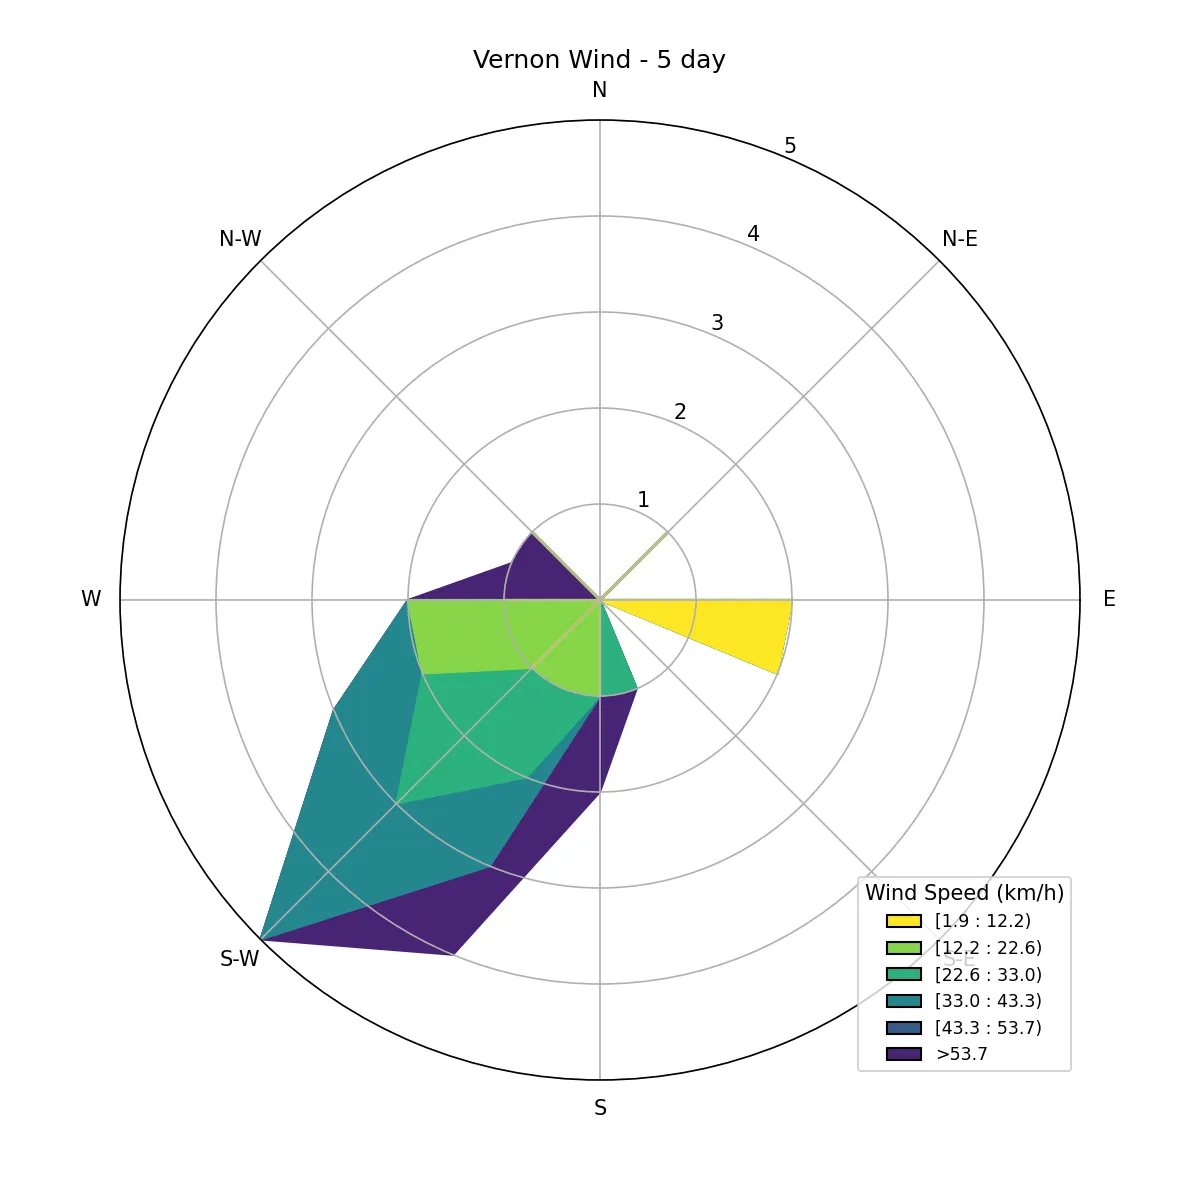 Vernon Wind - 5 day
N
5
N-W
4
N-E
3
2
1
W
E
S-W
S-E
S
Wind Speed (km/h)
[1.9 : 12.2)
[12.2 : 22.6)
[22.6 : 33.0)
[33.0 : 43.3)
[43.3 : 53.7)
>53.7